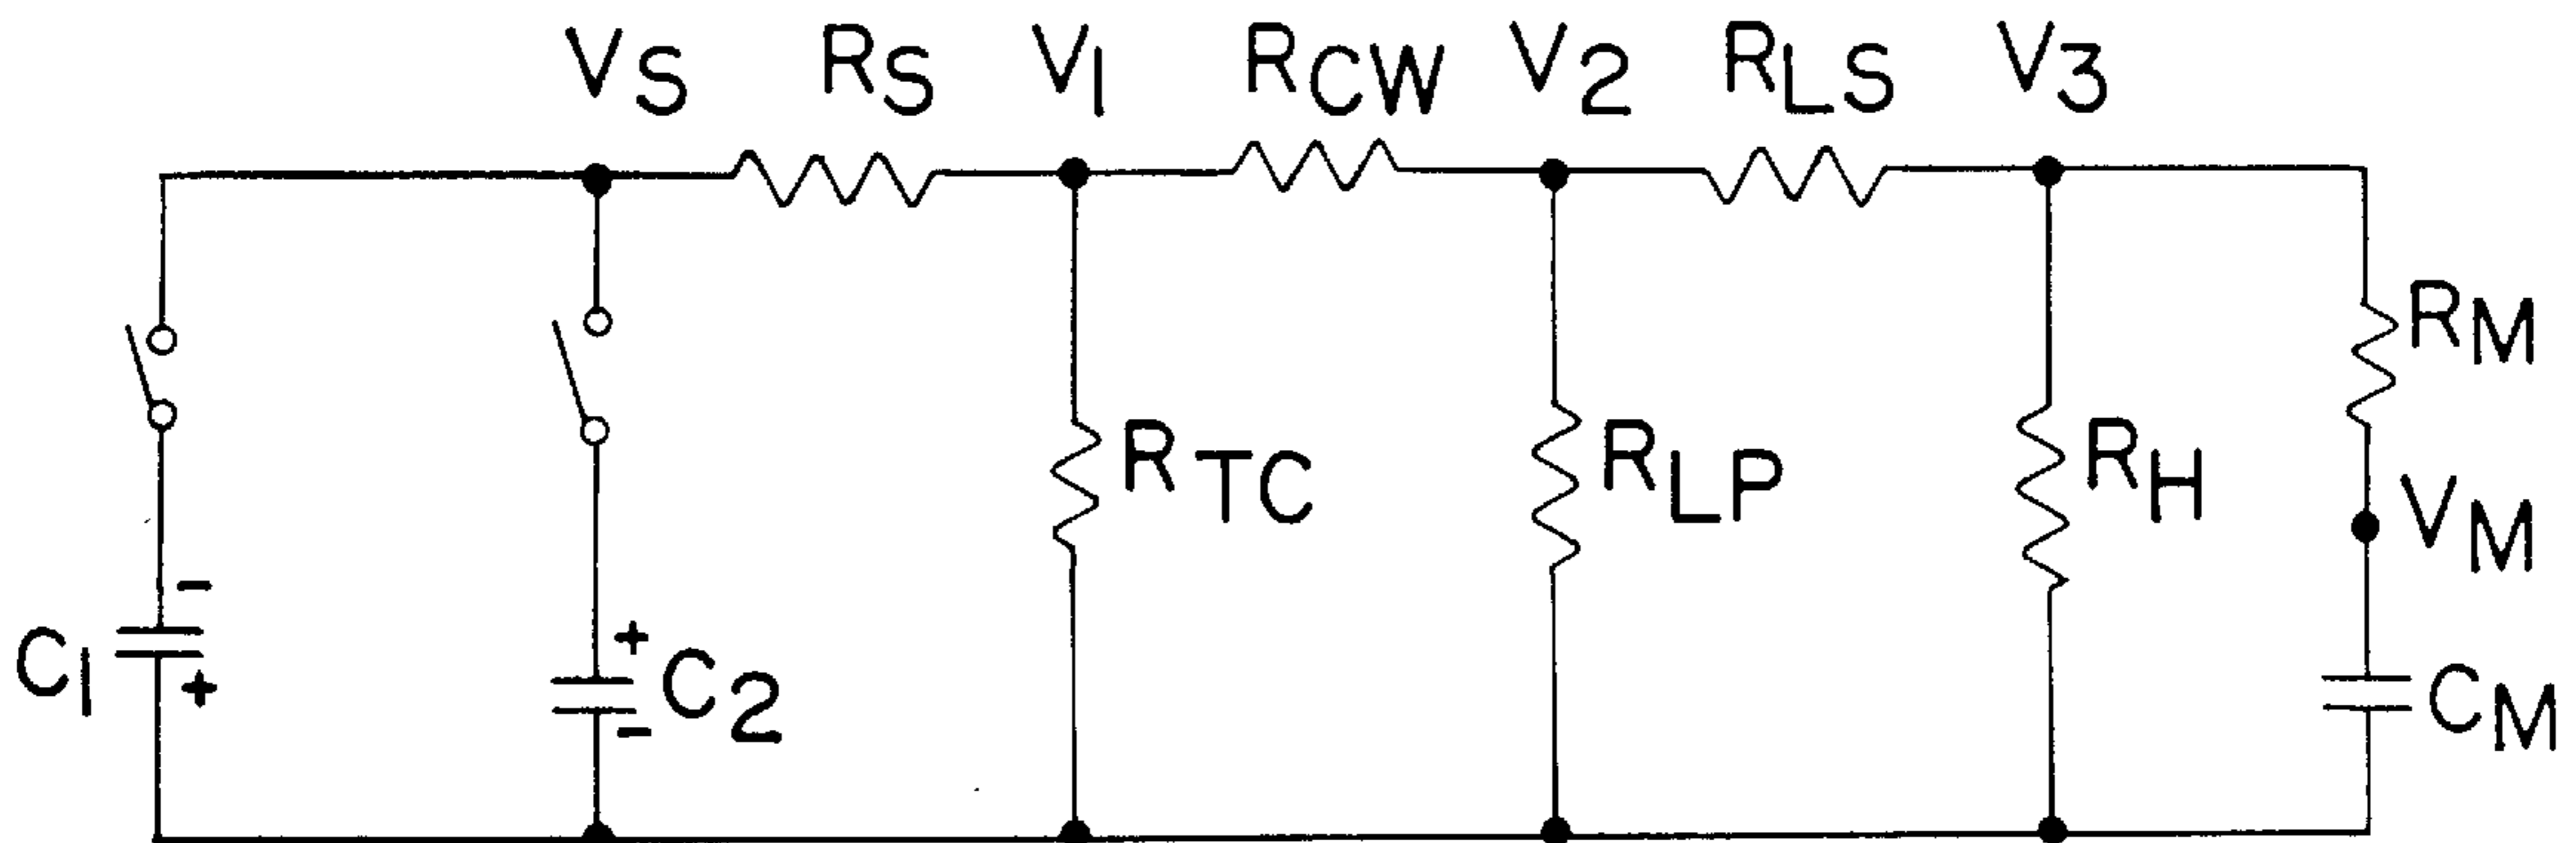 VS RS V1 RCW V2 RLS V3
RM
RTC RLP RH VM
- +
C1 + C2 - CM